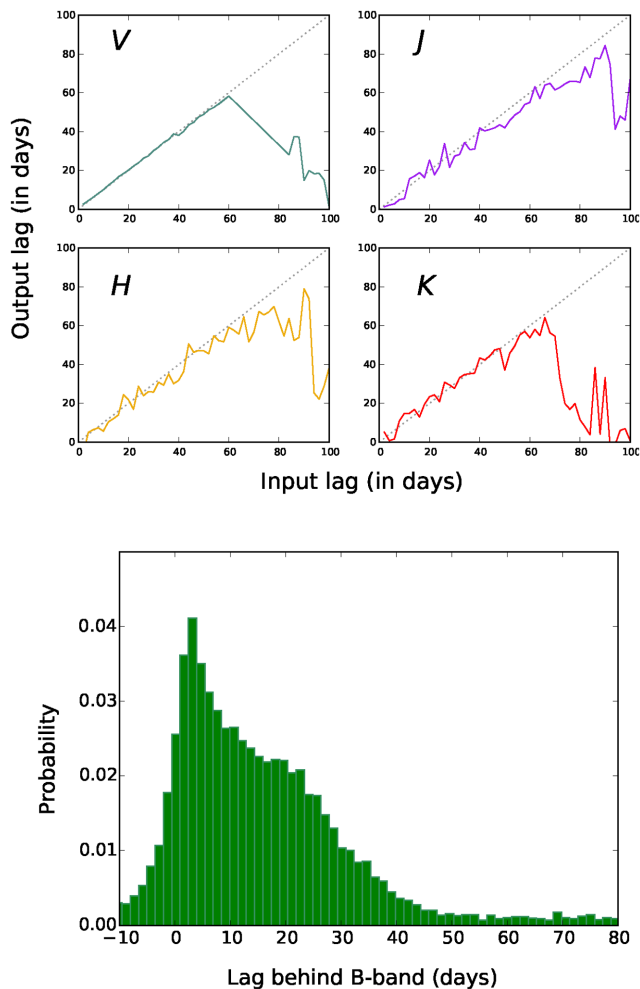 V
J
100
80
60
40
20
0
0 20 40 60 80 100
100
80
60
40
20
0
0 20 40 60 80 100
H
K
100
80
60
40
20
0
0 20 40 60 80 100
100
80
60
40
20
0
0 20 40 60 80 100
Output lag (in days)
Input lag (in days)
0.04
0.03
0.02
0.01
0.00
−10 0 10 20 30 40 50 60 70 80
Probability
Lag behind B-band (days)